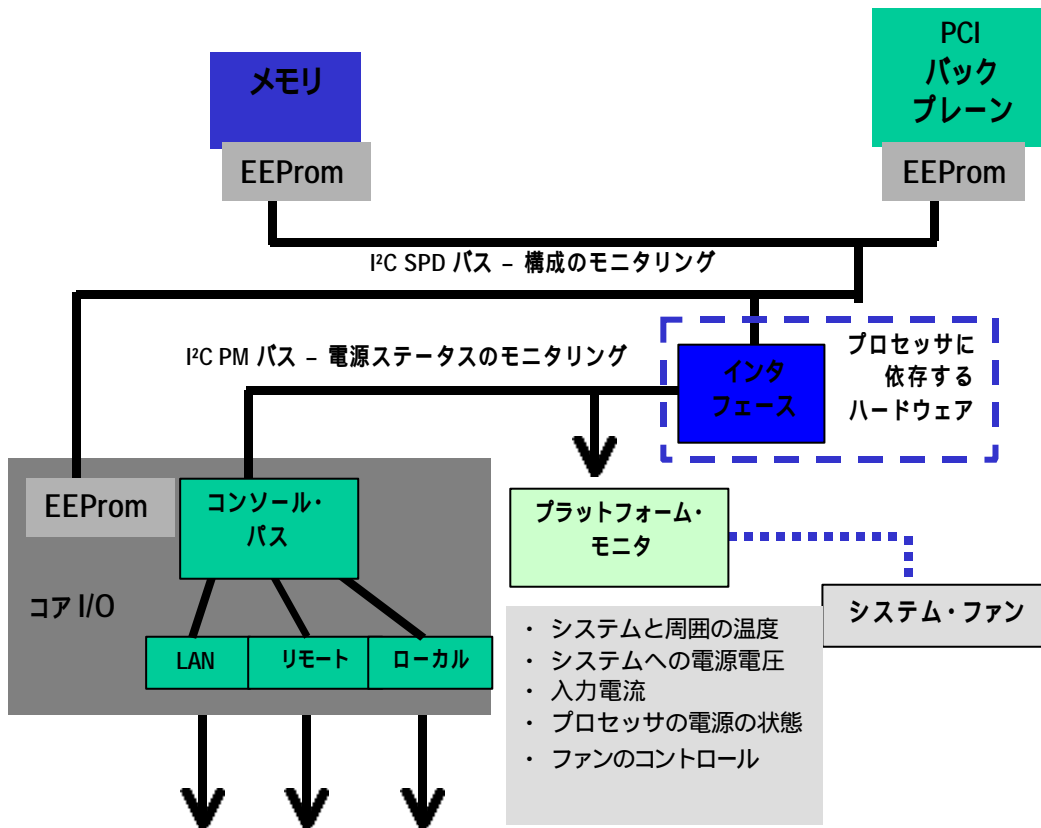 メモリ
EEProm
PCI
バック
プレーン
EEProm
I²C SPD バス – 構成のモニタリング
I²C PM バス – 電源ステータスのモニタリング
インタ
フェース
プロセッサに
依存する
ハードウェア
EEProm
コンソール・
パス
コア I/O
LAN
リモート
ローカル
プラットフォーム・
モニタ
システム・ファン
・ システムと周囲の温度
・ システムへの電源電圧
・ 入力電流
・ プロセッサの電源の状態
・ ファンのコントロール